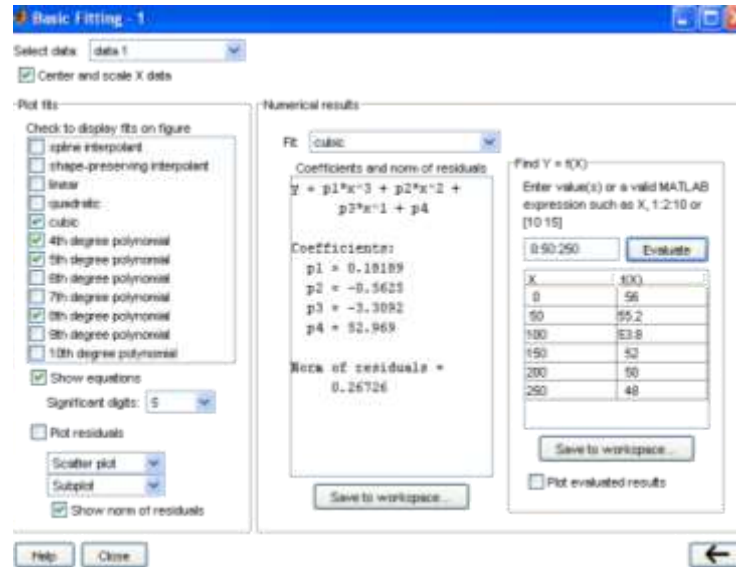 Basic Fitting - 1
Select data: data 1
Center and scale X data
Plot fits
Check to display fits on figure
spline interpolant
shape-preserving interpolant
linear
quadratic
cubic
4th degree polynomial
5th degree polynomial
6th degree polynomial
7th degree polynomial
8th degree polynomial
9th degree polynomial
10th degree polynomial
Show equations
Significant digits: 5
Plot residuals
Scatter plot
Subplot
Show norm of residuals
Numerical results
Fit: cubic
Coefficients and norm of residuals
y = p1*x^3 + p2*x^2 +
p3*x^1 + p4
Coefficients:
p1 = 0.18189
p2 = -0.5625
p3 = -3.3092
p4 = 52.969
Norm of residuals =
0.26726
Save to workspace...
Find Y = f(X)
Enter value(s) or a valid MATLAB
expression such as X, 1:2:10 or
[10 15]
0:50:250 Evaluate
X f(X)
0 56
50 55.2
100 53.8
150 52
200 50
250 48
Save to workspace...
Plot evaluated results
Help Close